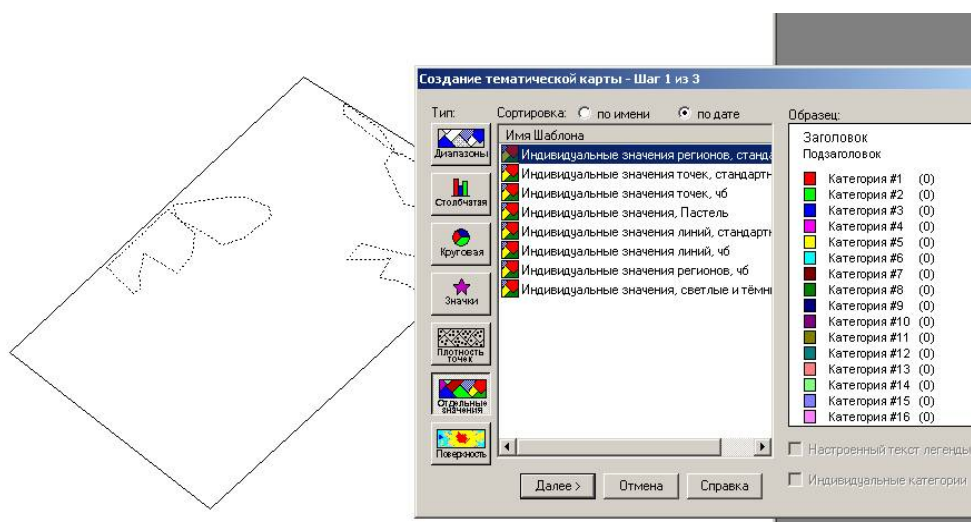 Создание тематической карты - Шаг 1 из 3
Тип:
Диапазоны
Столбчатая
Круговая
Значки
Плотность точек
Отдельные значения
Поверхность
Сортировка: по имени по дате
Имя Шаблона
Индивидуальные значения регионов, станда
Индивидуальные значения точек, стандартн
Индивидуальные значения точек, чб
Индивидуальные значения, Пастель
Индивидуальные значения линий, стандартн
Индивидуальные значения линий, чб
Индивидуальные значения регионов, чб
Индивидуальные значения, светлые и тёмн
Образец:
Заголовок
Подзаголовок
Категория #1 (0)
Категория #2 (0)
Категория #3 (0)
Категория #4 (0)
Категория #5 (0)
Категория #6 (0)
Категория #7 (0)
Категория #8 (0)
Категория #9 (0)
Категория #10 (0)
Категория #11 (0)
Категория #12 (0)
Категория #13 (0)
Категория #14 (0)
Категория #15 (0)
Категория #16 (0)
Настроенный текст легенды
Индивидуальные категории
Далее > Отмена Справка